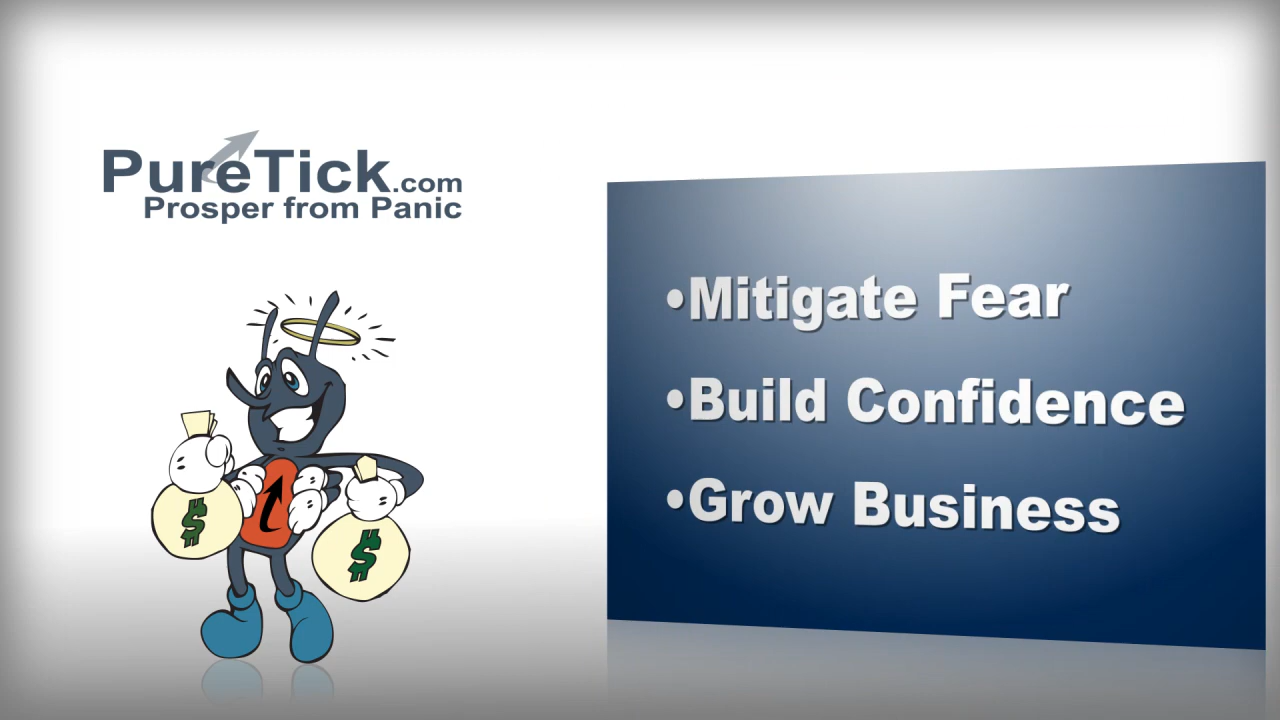 PureTick.com
Prosper from Panic
•Mitigate Fear
•Build Confidence
•Grow Business
t
$
$